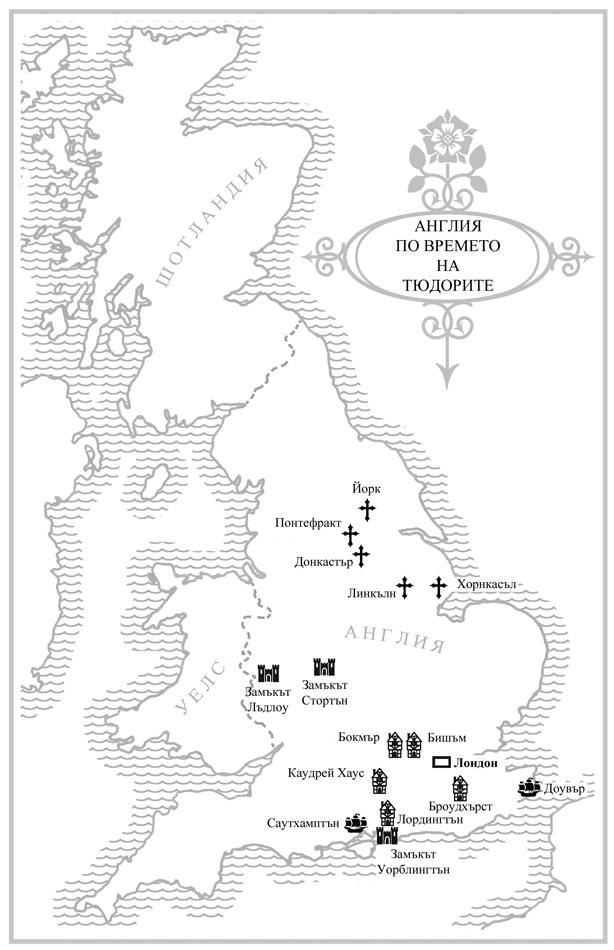 АНГЛИЯ
ПО ВРЕМЕТО
НА
ТЮДОРИТЕ
ШОТЛАНДИЯ
Йорк
Понтефракт
Донкастър
Линкълн
Хорнкасъл
АНГЛИЯ
УЕЛС
Замъкът
Лъдлоу
Замъкът
Стортън
Бокмър
Бишъм
Лондон
Каудрей Хаус
Доувър
Броудхърст
Лордингтън
Саутхамптън
Замъкът
Уорблингтън